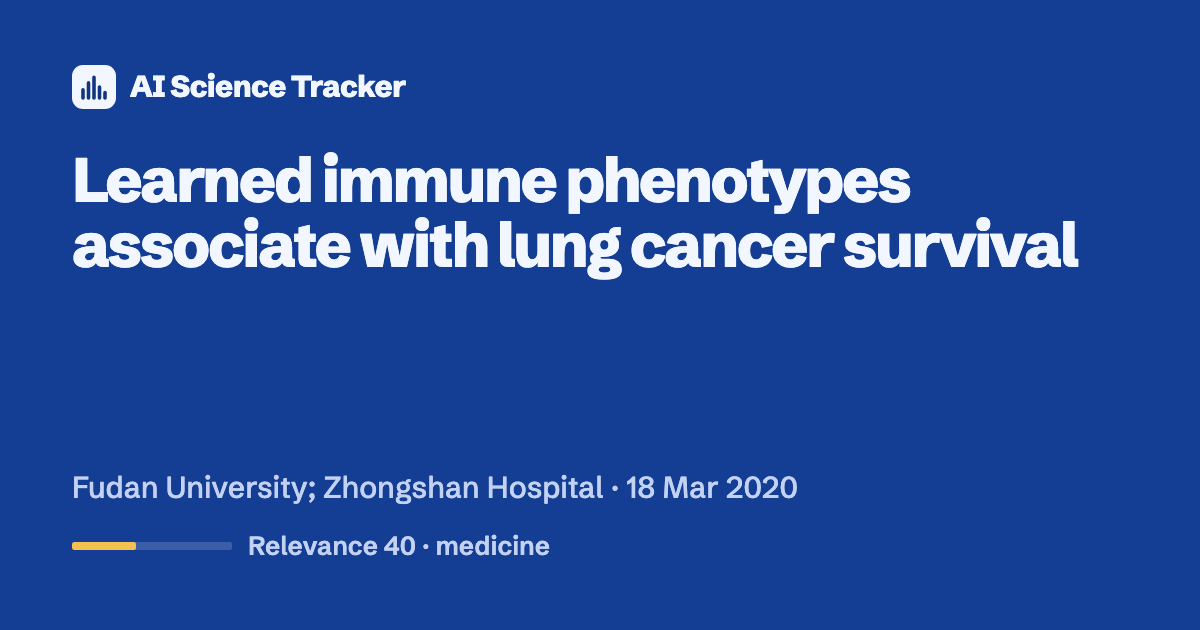 AI Science Tracker
Learned immune phenotypes
associate with lung cancer survival
Fudan University; Zhongshan Hospital · 18 Mar 2020
Relevance 40 · medicine